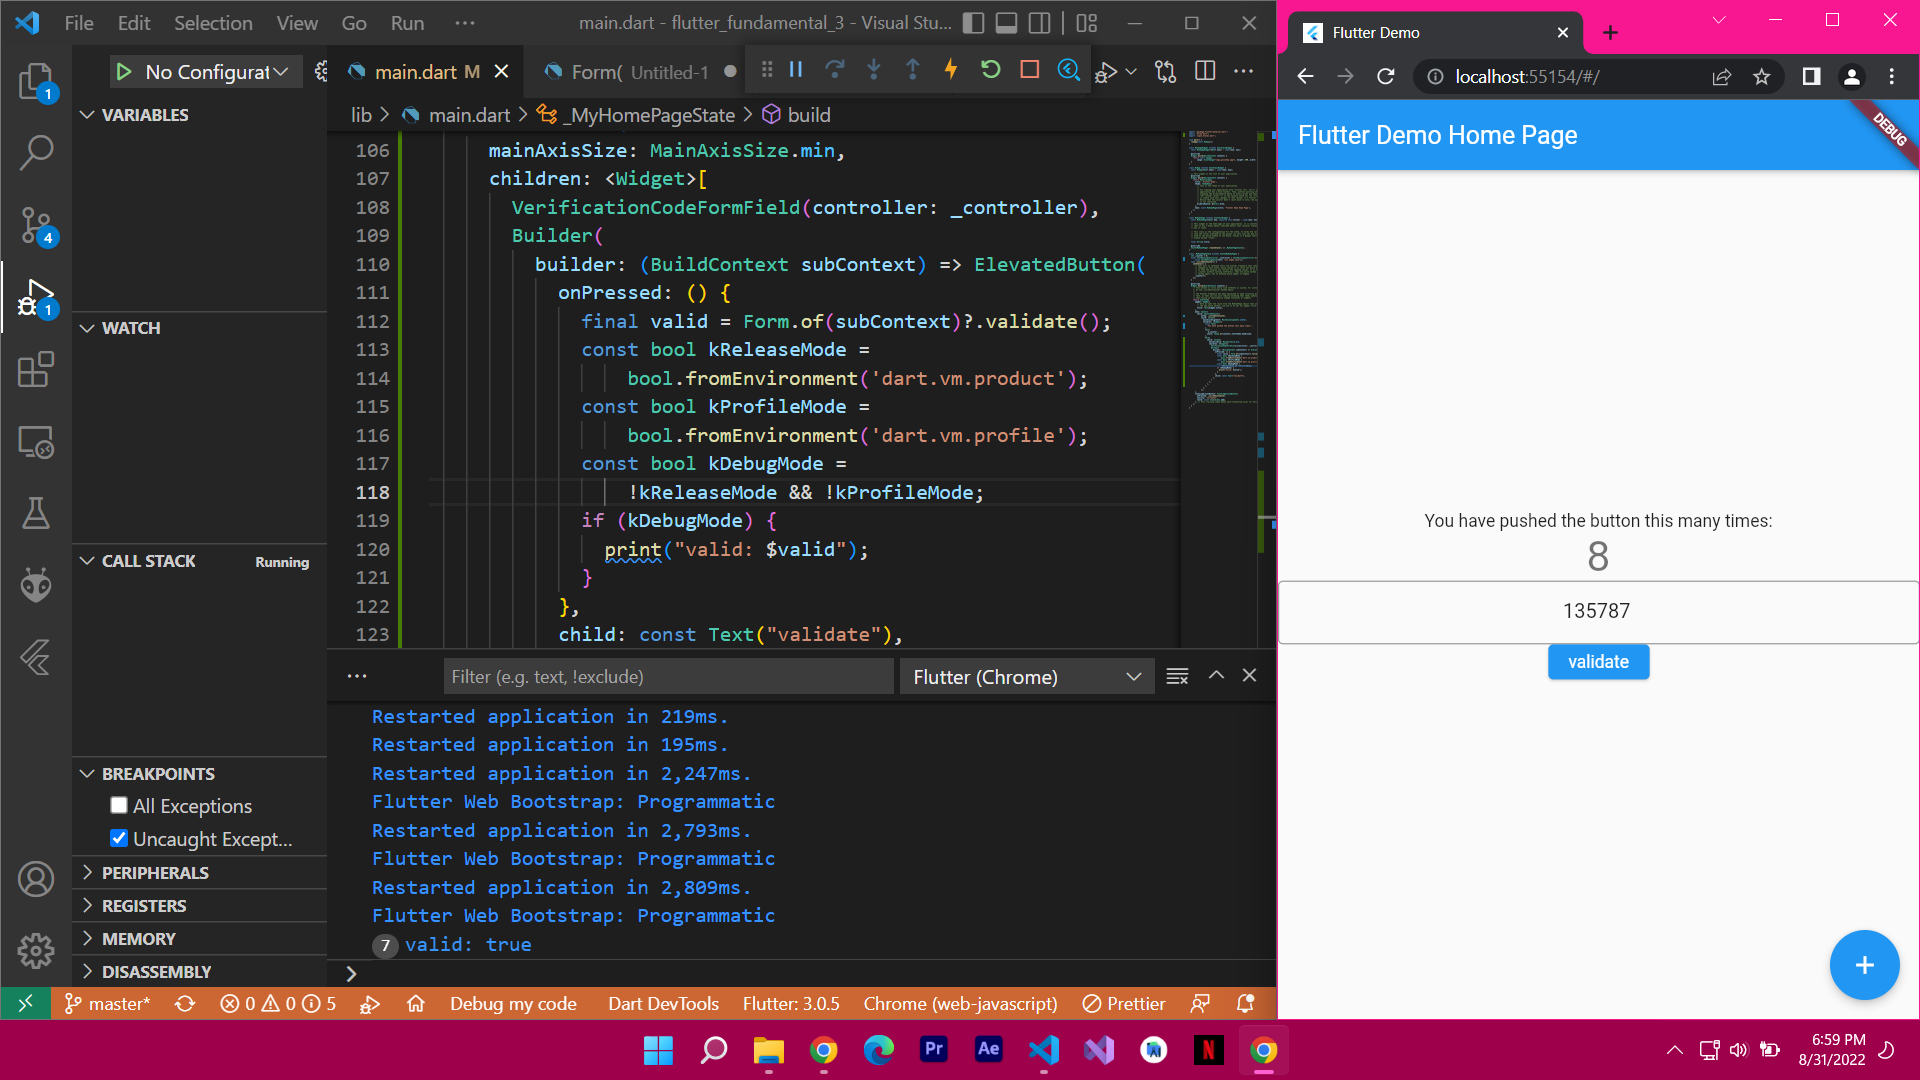 File Edit Selection View Go Run ···
main.dart - flutter_fundamental_3 - Visual Stu...
No Configurat
main.dart M
Form( Untitled-1
lib > main.dart > _MyHomePageState > build
VARIABLES
WATCH
CALL STACK Running
BREAKPOINTS
All Exceptions
Uncaught Except...
PERIPHERALS
REGISTERS
MEMORY
DISASSEMBLY
1
4
1
106 mainAxisSize: MainAxisSize.min,
107 children: <Widget>[
108 VerificationCodeFormField(controller: _controller),
109 Builder(
110 builder: (BuildContext subContext) => ElevatedButton(
111 onPressed: () {
112 final valid = Form.of(subContext)?.validate();
113 const bool kReleaseMode =
114 bool.fromEnvironment('dart.vm.product');
115 const bool kProfileMode =
116 bool.fromEnvironment('dart.vm.profile');
117 const bool kDebugMode =
118 !kReleaseMode && !kProfileMode;
119 if (kDebugMode) {
120 print("valid: $valid");
121 }
122 },
123 child: const Text("validate"),
Filter (e.g. text, !exclude)
Flutter (Chrome)
Restarted application in 219ms.
Restarted application in 195ms.
Restarted application in 2,247ms.
Flutter Web Bootstrap: Programmatic
Restarted application in 2,793ms.
Flutter Web Bootstrap: Programmatic
Restarted application in 2,809ms.
Flutter Web Bootstrap: Programmatic
7 valid: true
master* 0 0 5 Debug my code Dart DevTools Flutter: 3.0.5 Chrome (web-javascript) Prettier
Flutter Demo
localhost:55154/#/
Flutter Demo Home Page
DEBUG
You have pushed the button this many times:
8
135787
validate
+
Pr
Ae
N
6:59 PM
8/31/2022